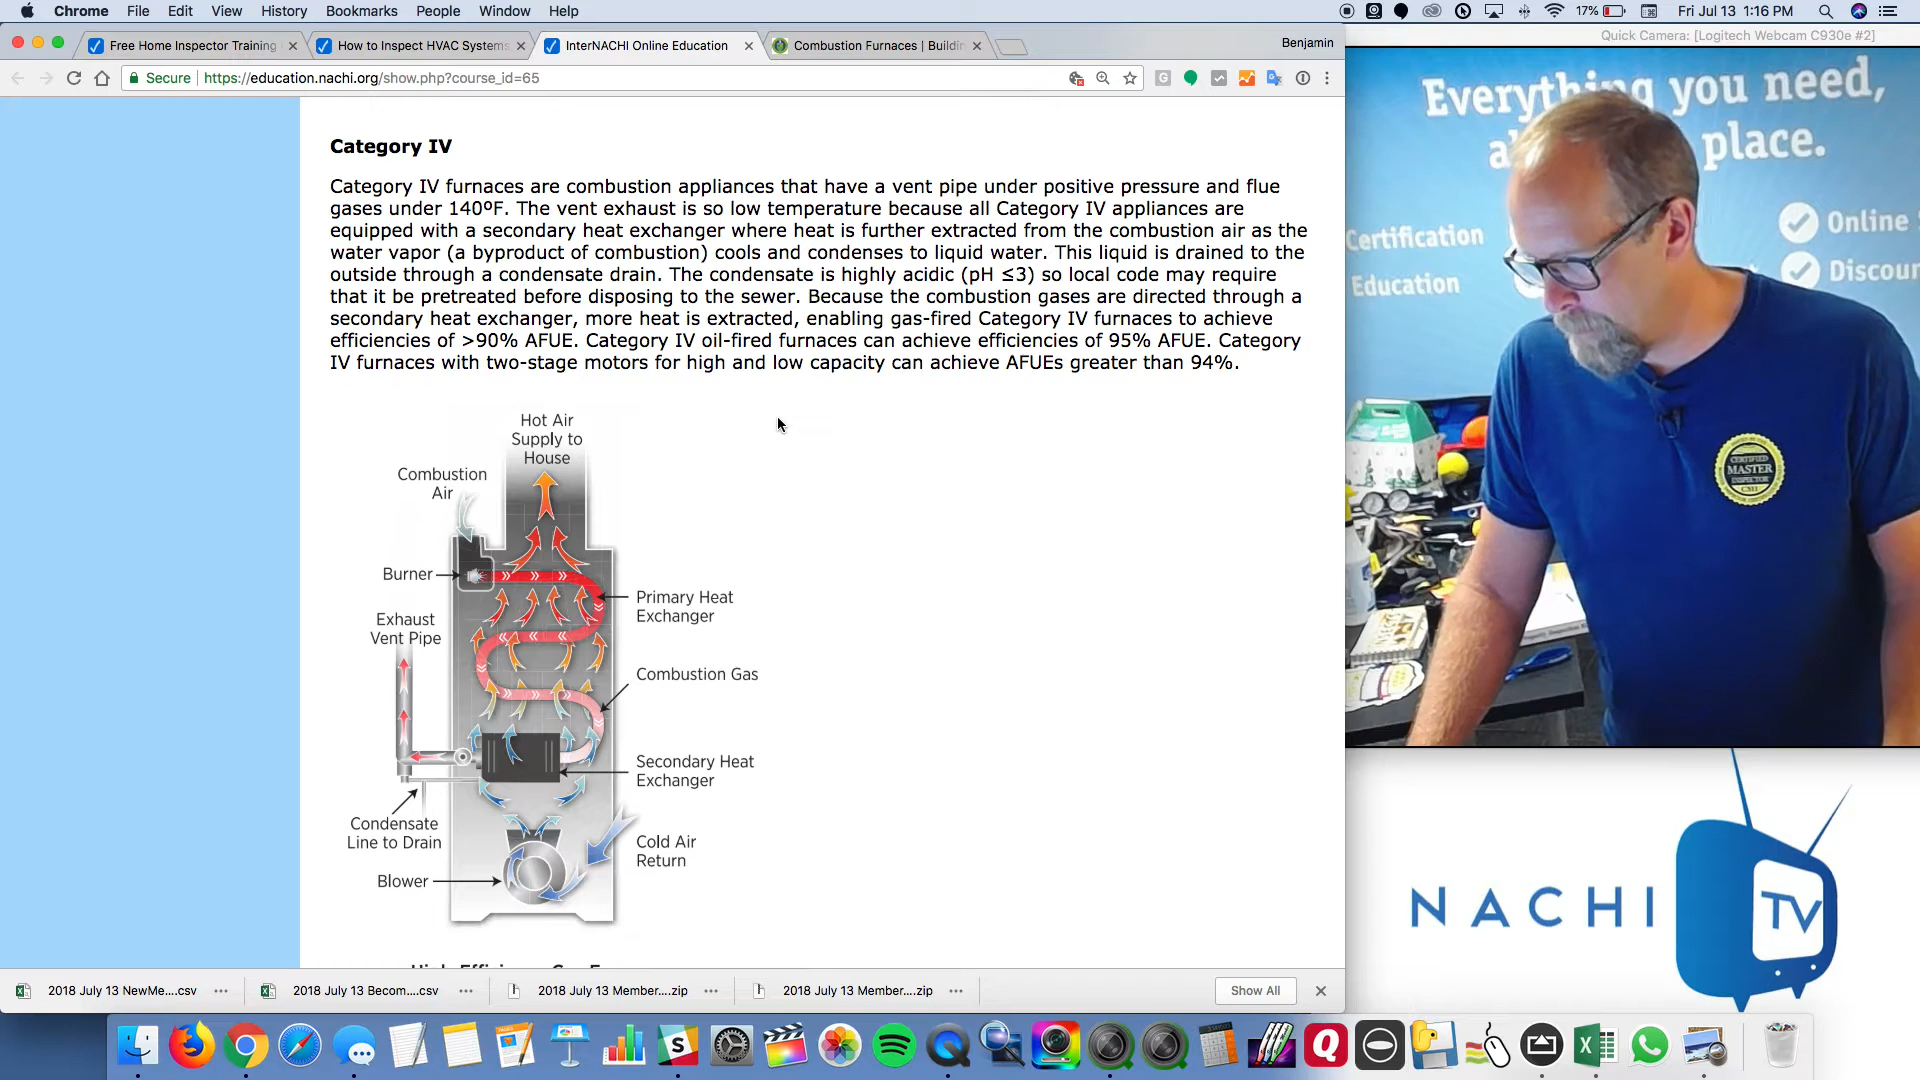 Chrome File Edit View History Bookmarks People Window Help
17% Fri Jul 13 1:16 PM
Quick Camera: [Logitech Webcam C930e #2]
Free Home Inspector Training
How to Inspect HVAC Systems,
InterNACHI Online Education
Combustion Furnaces | Buildin
Benjamin
Secure https://education.nachi.org/show.php?course_id=65
Category IV
Category IV furnaces are combustion appliances that have a vent pipe under positive pressure and flue
gases under 140ºF. The vent exhaust is so low temperature because all Category IV appliances are
equipped with a secondary heat exchanger where heat is further extracted from the combustion air as the
water vapor (a byproduct of combustion) cools and condenses to liquid water. This liquid is drained to the
outside through a condensate drain. The condensate is highly acidic (pH ≤3) so local code may require
that it be pretreated before disposing to the sewer. Because the combustion gases are directed through a
secondary heat exchanger, more heat is extracted, enabling gas-fired Category IV furnaces to achieve
efficiencies of >90% AFUE. Category IV oil-fired furnaces can achieve efficiencies of 95% AFUE. Category
IV furnaces with two-stage motors for high and low capacity can achieve AFUEs greater than 94%.
Hot Air
Supply to
House
Combustion
Air
Burner
Exhaust
Vent Pipe
Primary Heat
Exchanger
Combustion Gas
Secondary Heat
Exchanger
Condensate
Line to Drain
Cold Air
Return
Blower
Everything you need,
place.
Certification
Education
Online
Discou
CERTIFIED
MASTER
INSPECTOR
CMI
NACHI
TV
2018 July 13 NewMe....csv
2018 July 13 Becom....csv
2018 July 13 Member....zip
2018 July 13 Member....zip
Show All